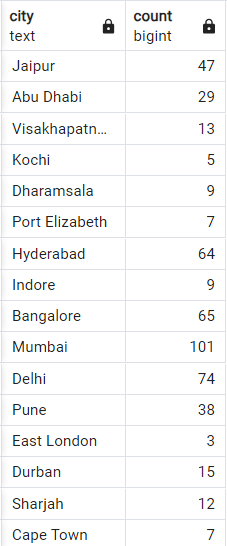 city count
text bigint
Jaipur 47
Abu Dhabi 29
Visakhapatn... 13
Kochi 5
Dharamsala 9
Port Elizabeth 7
Hyderabad 64
Indore 9
Bangalore 65
Mumbai 101
Delhi 74
Pune 38
East London 3
Durban 15
Sharjah 12
Cape Town 7